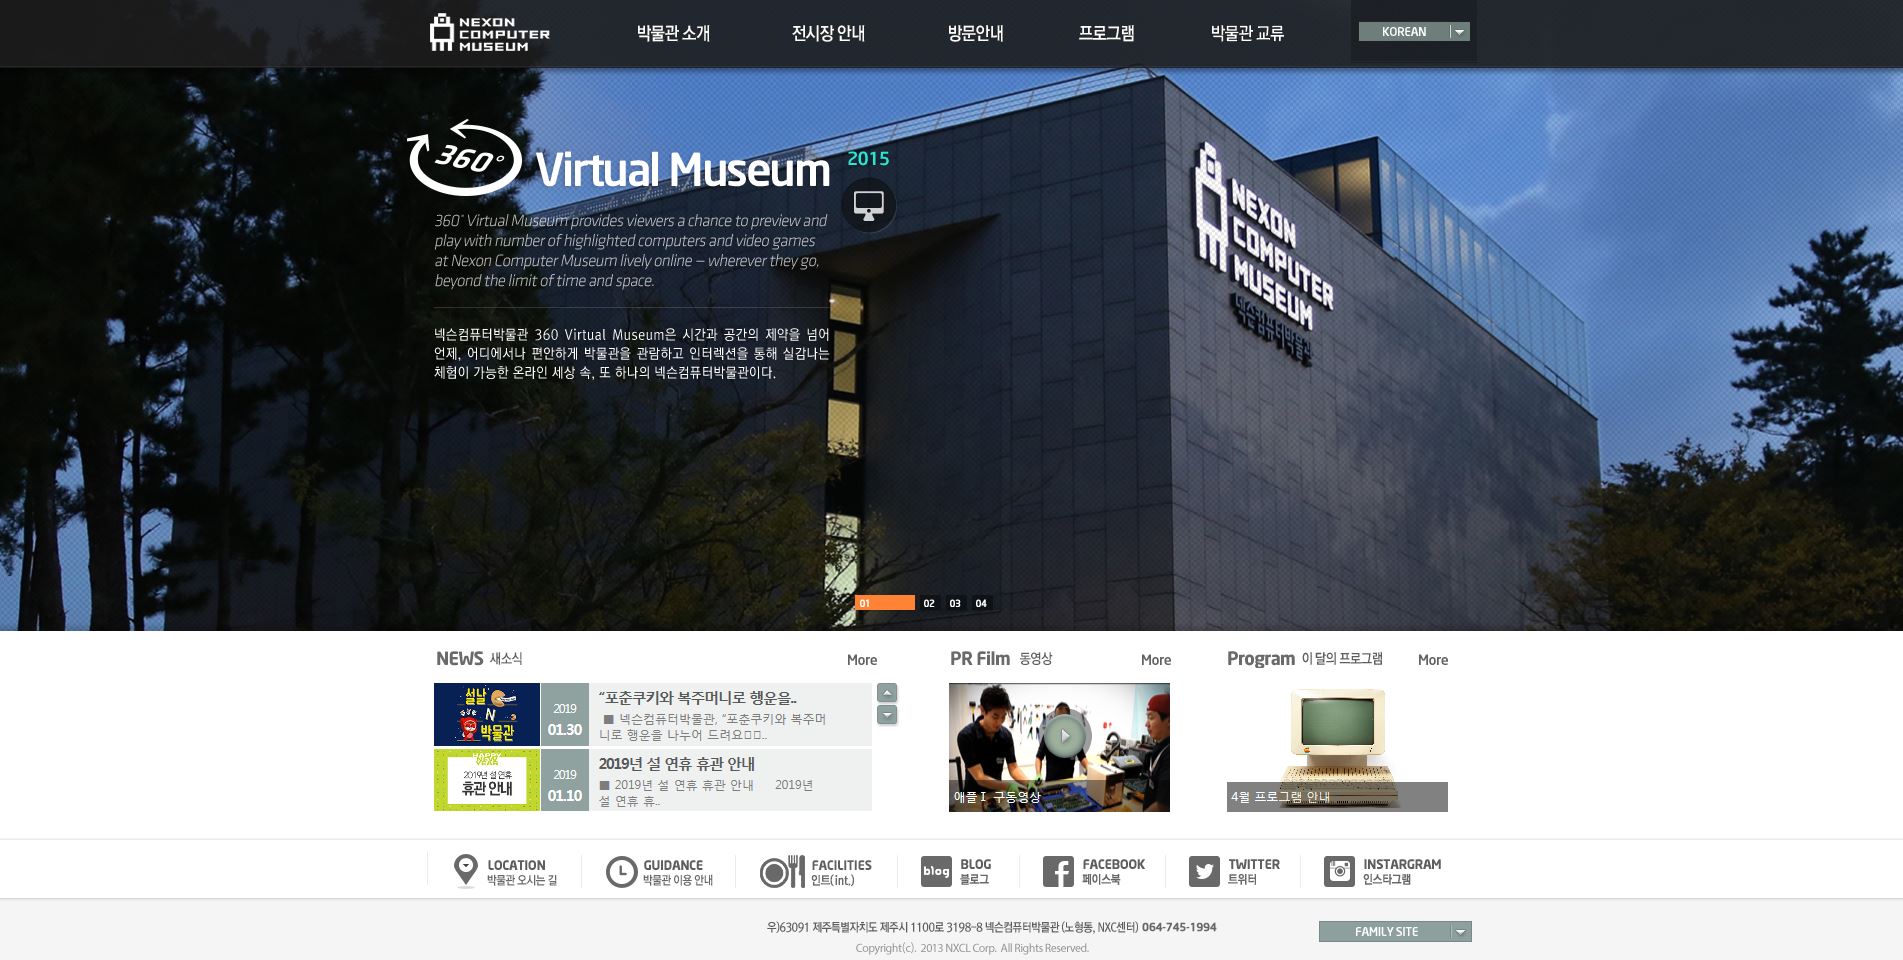 NEXON
COMPUTER
MUSEUM
박물관 소개
전시장 안내
방문안내
프로그램
박물관 교류
KOREAN
360°
Virtual Museum
2015
360˚ Virtual Museum provides viewers a chance to preview and
play with number of highlighted computers and video games
at Nexon Computer Museum lively online – wherever they go,
beyond the limit of time and space.
넥슨컴퓨터박물관 360 Virtual Museum은 시간과 공간의 제약을 넘어
언제, 어디에서나 편안하게 박물관을 관람하고 인터렉션을 통해 실감나는
체험이 가능한 온라인 세상 속, 또 하나의 넥슨컴퓨터박물관이다.
NEXON
COMPUTER
MUSEUM
넥슨컴퓨터박물관
01 02 03 04
NEWS 새소식
More
설날
N
박물관
2019
01.30
“포춘쿠키와 복주머니로 행운을..
■ 넥슨컴퓨터박물관, “포춘쿠키와 복주머
니로 행운을 나누어 드려요□□..
HAPPY
2019년 설 연휴
휴관 안내
2019
01.10
2019년 설 연휴 휴관 안내
■ 2019년 설 연휴 휴관 안내 2019년
설 연휴 휴..
PR Film 동영상
More
애플 I 구동영상
Program 이 달의 프로그램
More
4월 프로그램 안내
LOCATION
박물관 오시는 길
GUIDANCE
박물관 이용 안내
FACILITIES
인트(int.)
blog
BLOG
블로그
FACEBOOK
페이스북
TWITTER
트위터
INSTARGRAM
인스타그램
우)63091 제주특별자치도 제주시 1100로 3198-8 넥슨컴퓨터박물관 (노형동, NXC센터) 064-745-1994
Copyright(c). 2013 NXCL Corp. All Rights Reserved.
FAMILY SITE